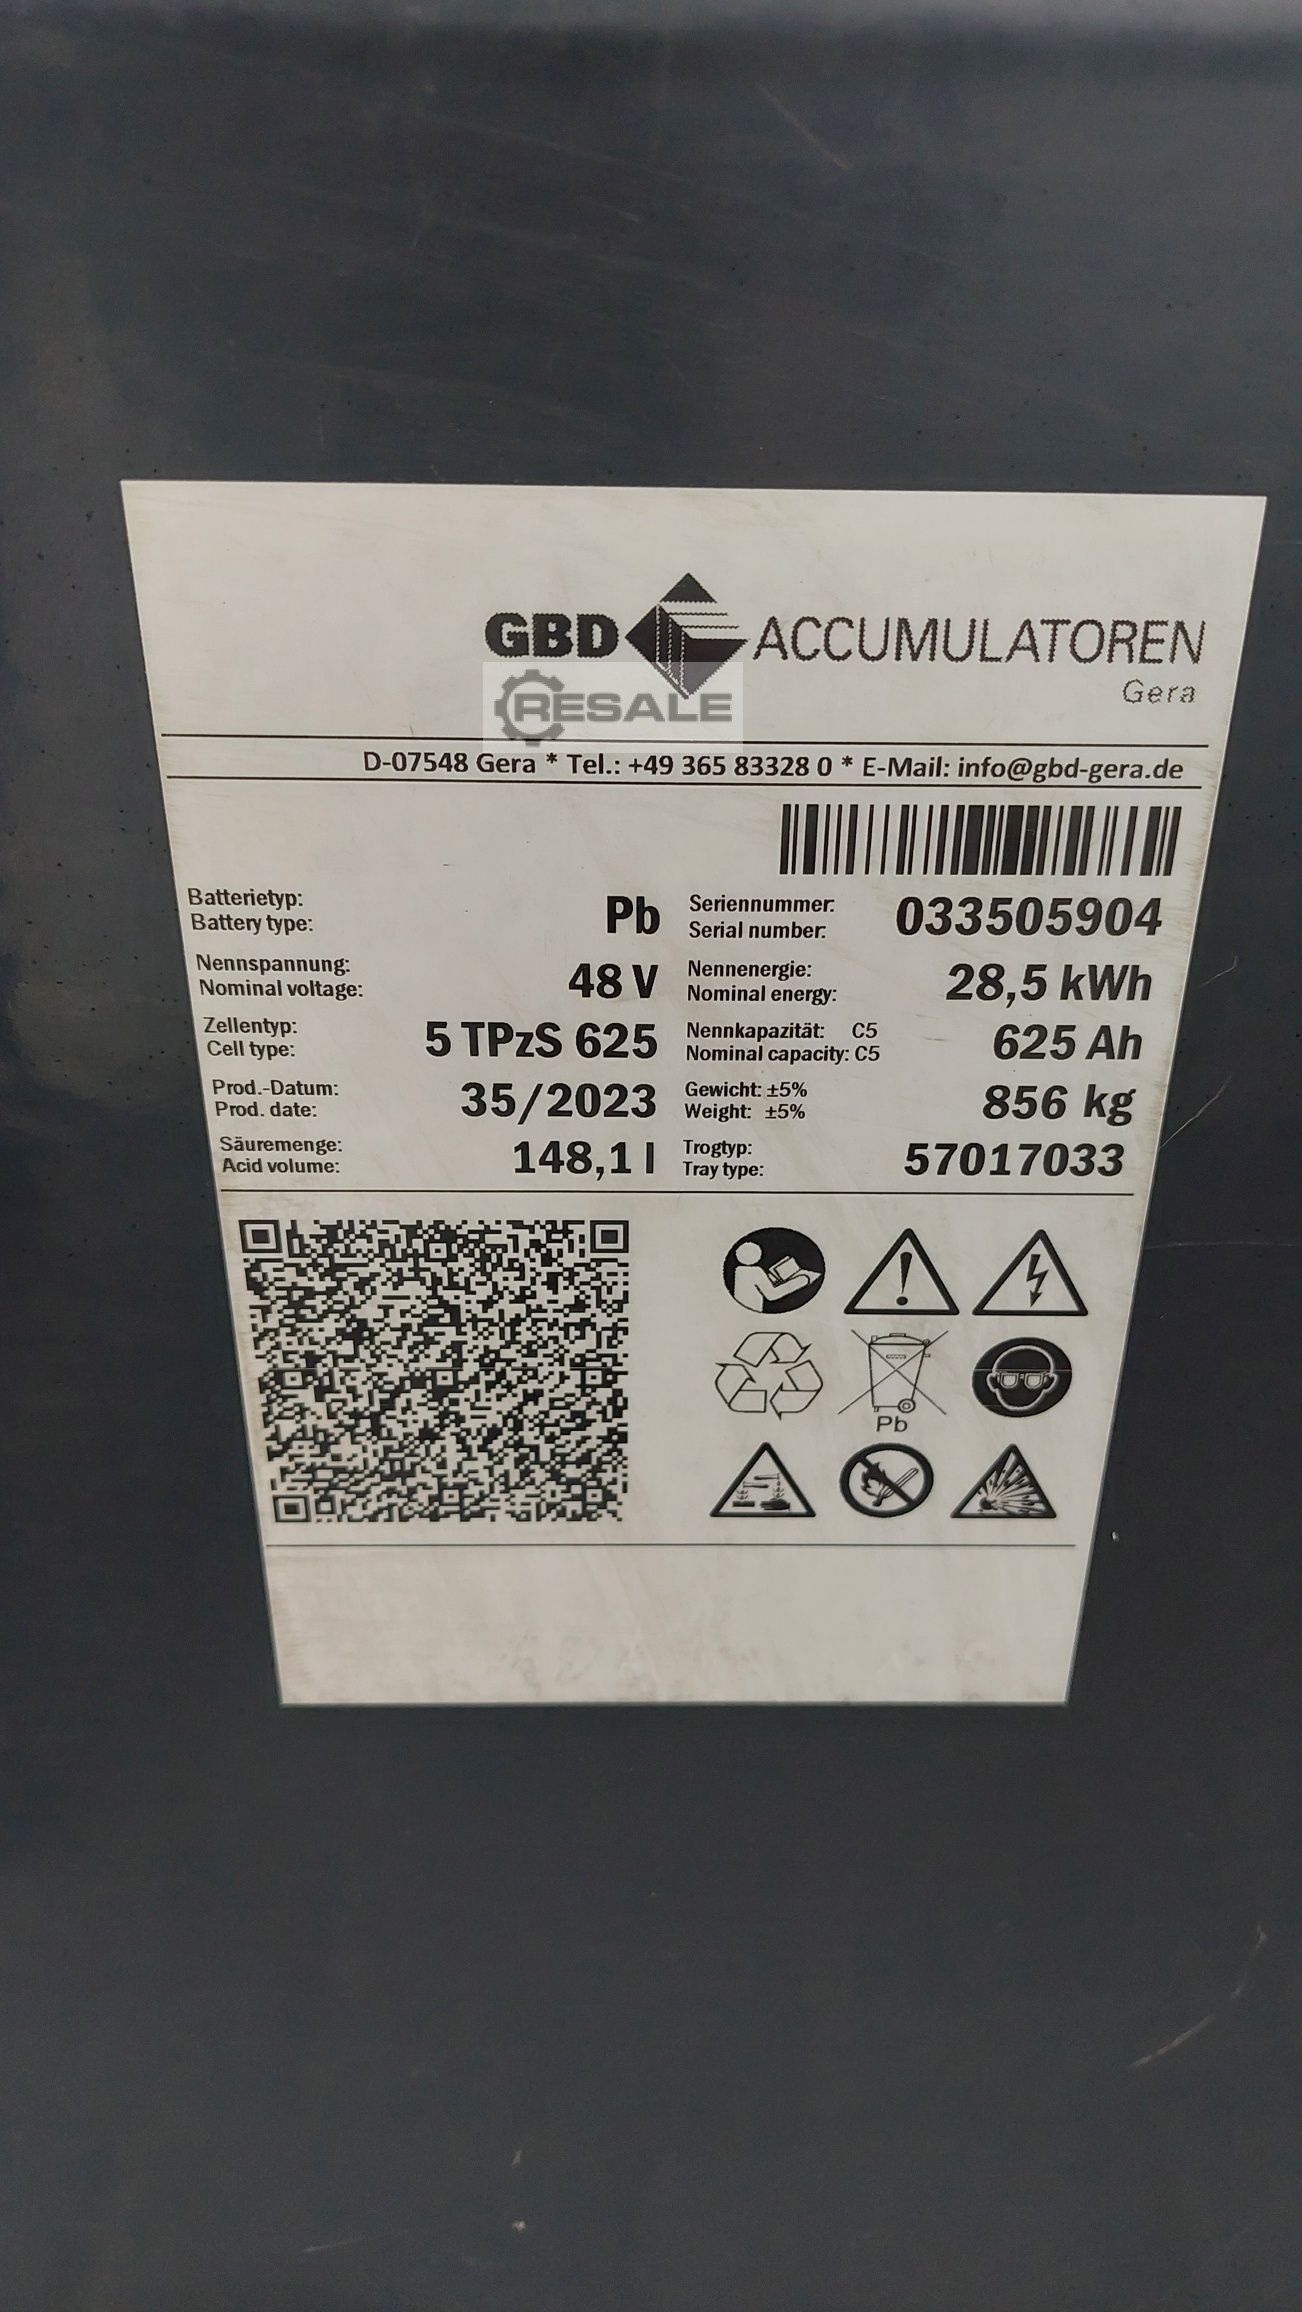 GBD ACCUMULATOREN
Gera
RESALE
D-07548 Gera * Tel.: +49 365 83328 0 * E-Mail: info@gbd-gera.de
Batterietyp:
Battery type: Pb
Seriennummer:
Serial number: 033505904
Nennspannung:
Nominal voltage: 48 V
Nennenergie:
Nominal energy: 28,5 kWh
Zellentyp:
Cell type: 5 TPzS 625
Nennkapazität: C5
Nominal capacity: C5 625 Ah
Prod.-Datum:
Prod. date: 35/2023
Gewicht: ±5%
Weight: ±5% 856 kg
Säuremenge:
Acid volume: 148,1 l
Trogtyp:
Tray type: 57017033
Pb